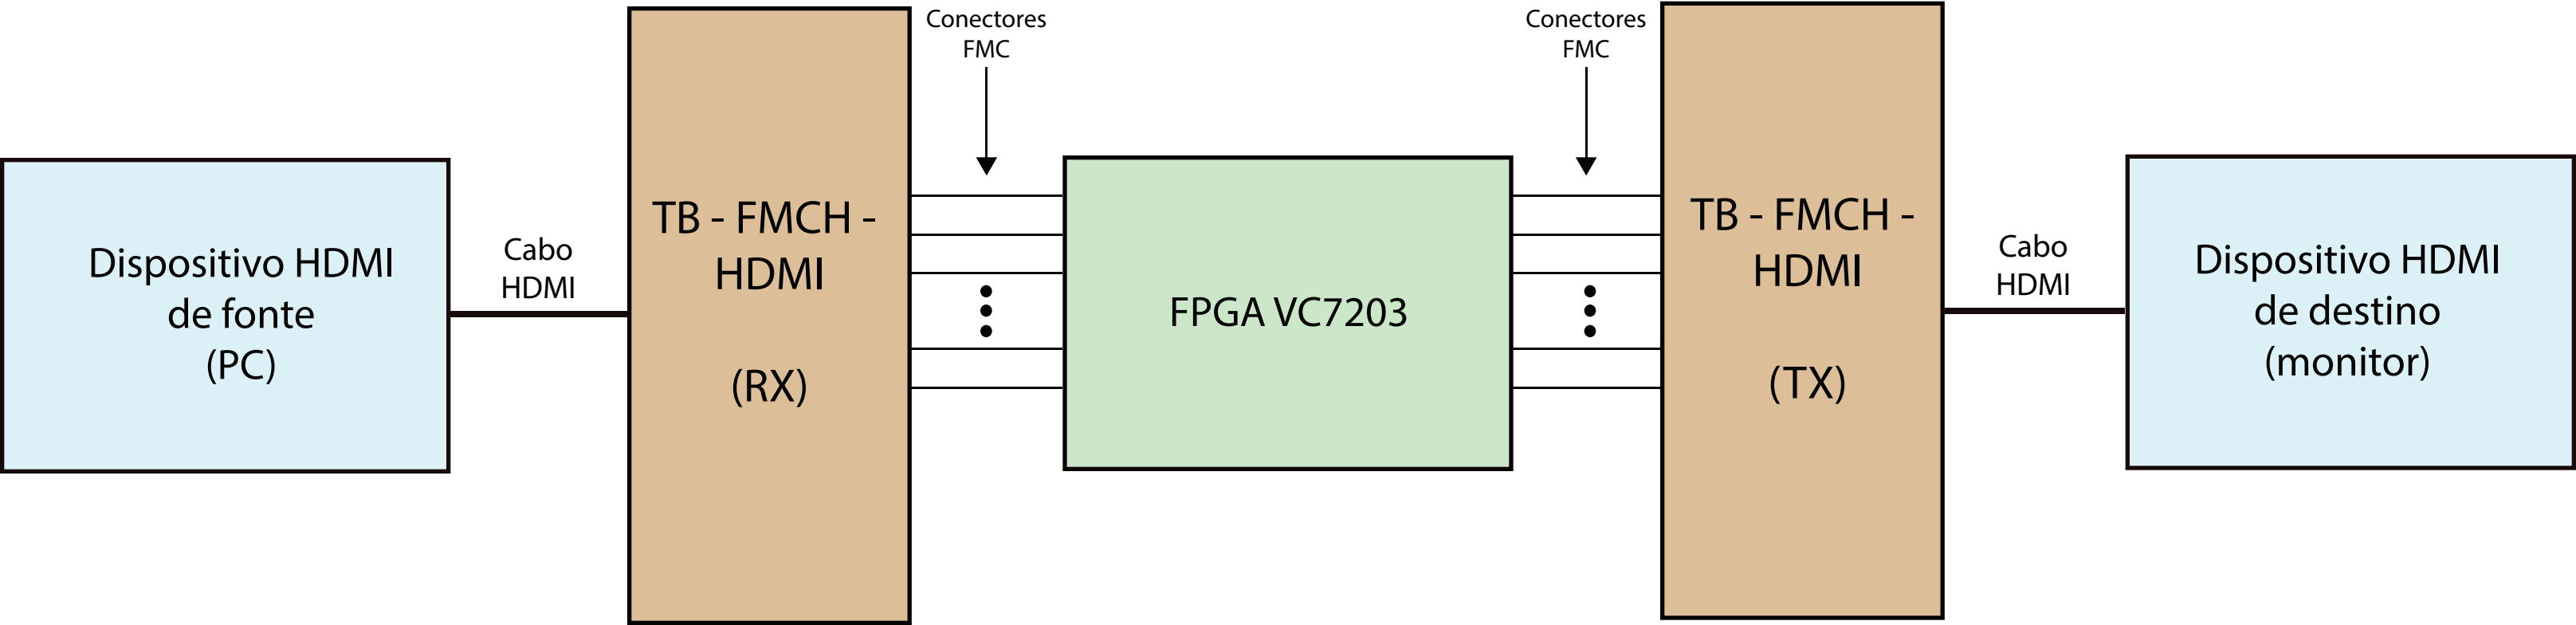 Dispositivo HDMI
de fonte
(PC)
Cabo
HDMI
TB - FMCH -
HDMI
(RX)
Conectores
FMC
FPGA VC7203
Conectores
FMC
TB - FMCH -
HDMI
(TX)
Cabo
HDMI
Dispositivo HDMI
de destino
(monitor)